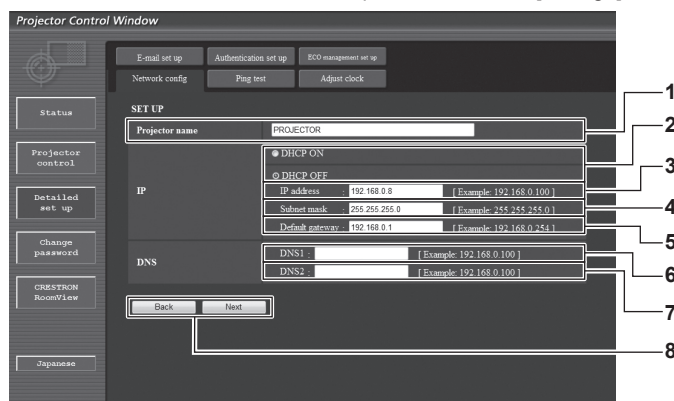 Projector Control Window
E-mail set up
Authentication set up
ECO management set up
Network config
Ping test
Adjust clock
Status
Projector control
Detailed set up
Change password
CRESTRON RoomView
Japanese
SET UP
Projector name
PROJECTOR
1
IP
DHCP ON
2
DHCP OFF
IP address : 192.168.0.8 [ Example: 192.168.0.100 ]
3
Subnet mask : 255.255.255.0 [ Example: 255.255.255.0 ]
4
Default gateway : 192.168.0.1 [ Example: 192.168.0.254 ]
5
DNS
DNS1 : [ Example: 192.168.0.100 ]
6
DNS2 : [ Example: 192.168.0.100 ]
7
Back
Next
8